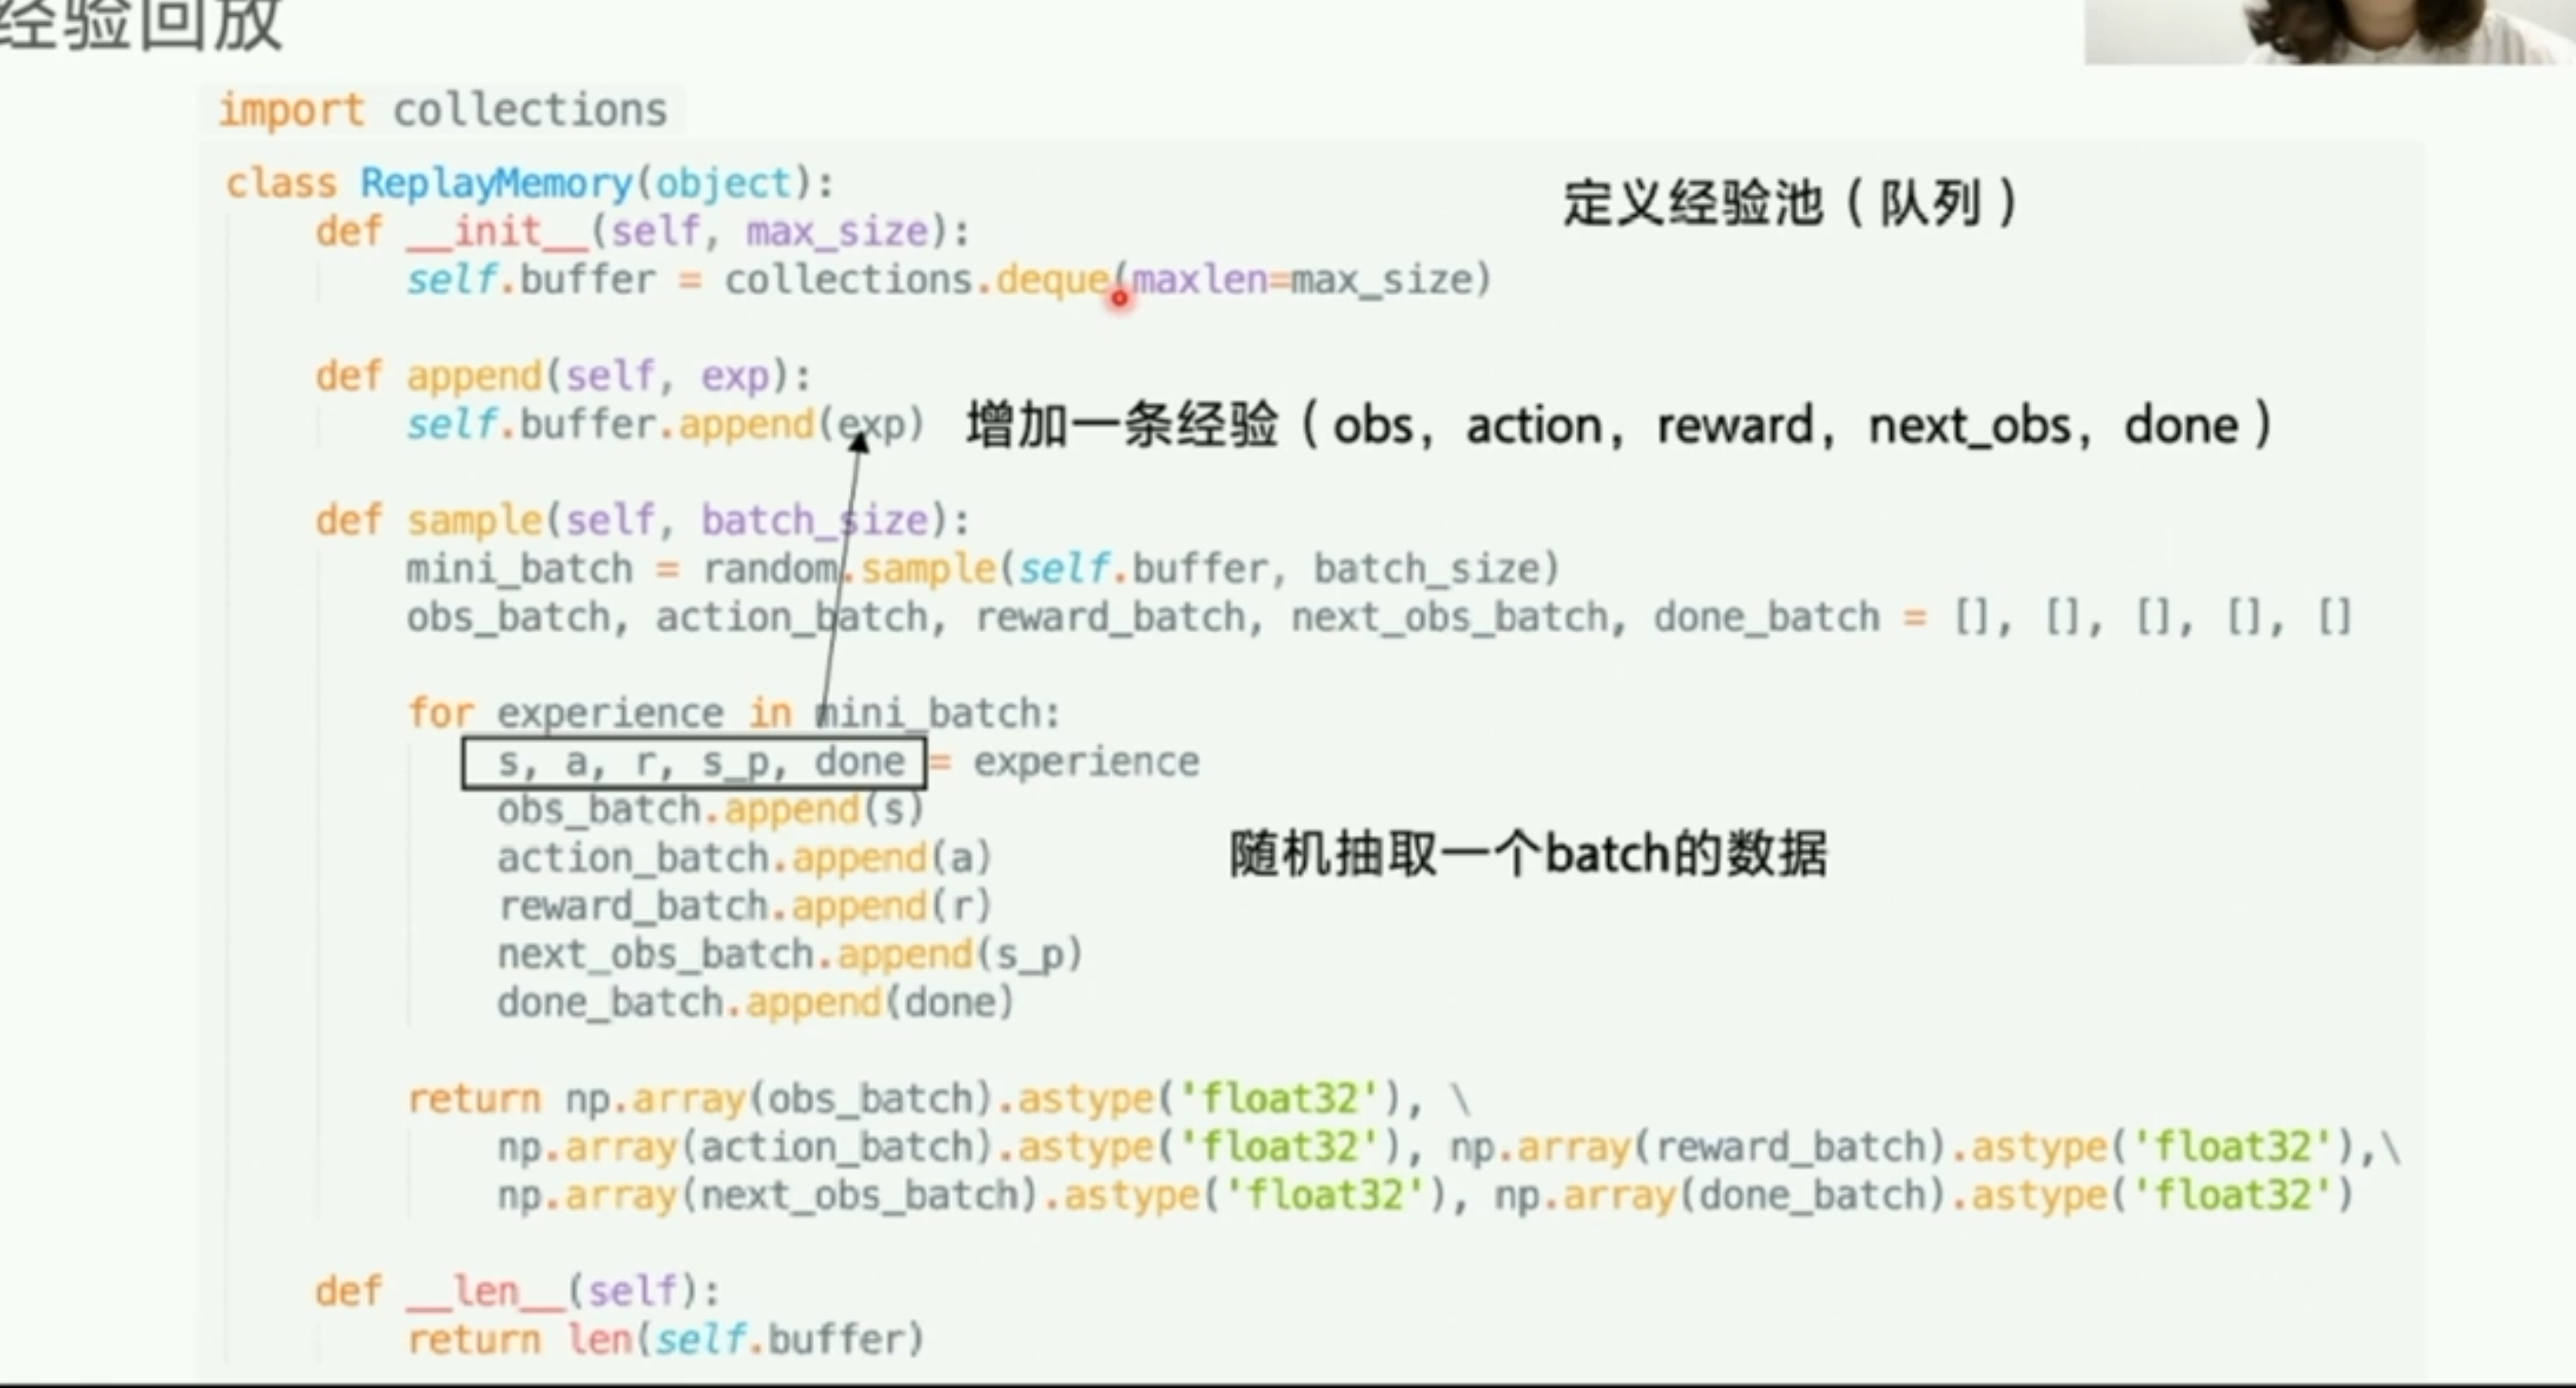 经验回放
import collections
class ReplayMemory(object):
定义经验池（队列）
    def __init__(self, max_size):
        self.buffer = collections.deque(maxlen=max_size)
    def append(self, exp):
        self.buffer.append(exp)
增加一条经验（obs，action，reward，next_obs，done）
    def sample(self, batch_size):
        mini_batch = random.sample(self.buffer, batch_size)
        obs_batch, action_batch, reward_batch, next_obs_batch, done_batch = [], [], [], [], []
        for experience in mini_batch:
            s, a, r, s_p, done = experience
            obs_batch.append(s)
            action_batch.append(a)
随机抽取一个batch的数据
            reward_batch.append(r)
            next_obs_batch.append(s_p)
            done_batch.append(done)
        return np.array(obs_batch).astype('float32'), \
            np.array(action_batch).astype('float32'), np.array(reward_batch).astype('float32'),\
            np.array(next_obs_batch).astype('float32'), np.array(done_batch).astype('float32')
    def __len__(self):
        return len(self.buffer)